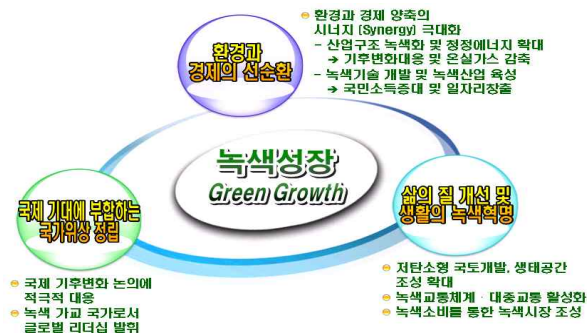 환경과
경제의 선순환
환경과 경제 양축의
시너지 (Synergy) 극대화
- 산업구조 녹색화 및 청정에너지 확대
→ 기후변화대응 및 온실가스 감축
- 녹색기술 개발 및 녹색산업 육성
→ 국민소득증대 및 일자리창출
녹색성장
Green Growth
국제 기대에 부합하는
국가위상 정립
국제 기후변화 논의에
적극적 대응
녹색 가교 국가로서
글로벌 리더십 발휘
삶의 질 개선 및
생활의 녹색혁명
저탄소형 국토개발, 생태공간
조성 확대
녹색교통체계 · 대중교통 활성화
녹색소비를 통한 녹색시장 조성